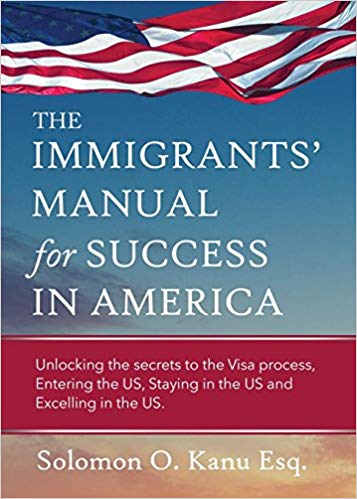 THE
IMMIGRANTS’
MANUAL
for SUCCESS
IN AMERICA
Unlocking the secrets to the Visa process,
Entering the US, Staying in the US and
Excelling in the US.
Solomon O. Kanu Esq.